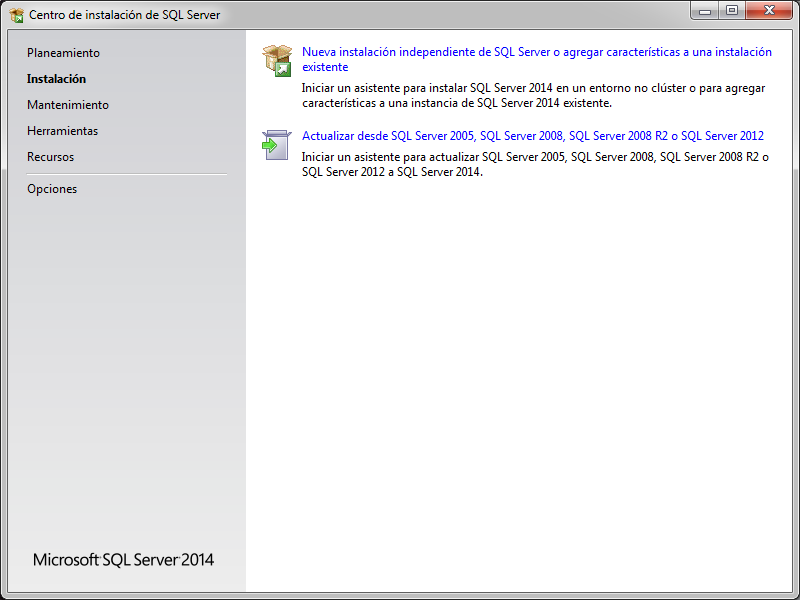 Centro de instalación de SQL Server
Planeamiento
Instalación
Mantenimiento
Herramientas
Recursos
Opciones
Nueva instalación independiente de SQL Server o agregar características a una instalación
existente
Iniciar un asistente para instalar SQL Server 2014 en un entorno no clúster o para agregar
características a una instancia de SQL Server 2014 existente.
Actualizar desde SQL Server 2005, SQL Server 2008, SQL Server 2008 R2 o SQL Server 2012
Iniciar un asistente para actualizar SQL Server 2005, SQL Server 2008, SQL Server 2008 R2 o
SQL Server 2012 a SQL Server 2014.
Microsoft SQL Server 2014